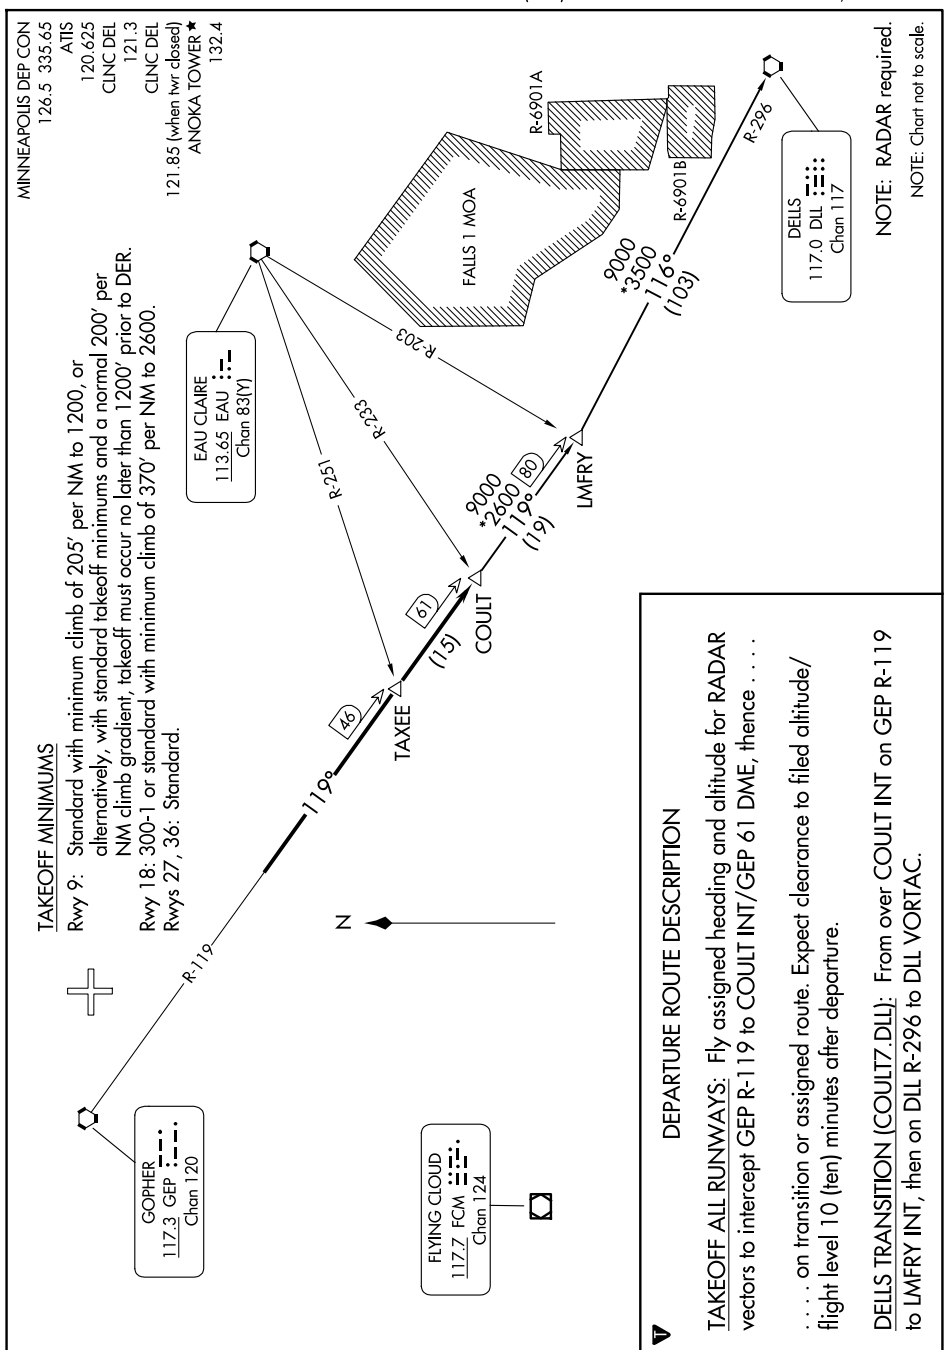 MINNEAPOLIS DEP CON
126.5 335.65
ATIS
120.625
CLNC DEL
121.3
CLNC DEL
121.85 (when twr closed)
ANOKA TOWER ★
132.4
TAKEOFF MINIMUMS
Rwy 9: Standard with minimum climb of 205' per NM to 1200, or
alternatively, with standard takeoff minimums and a normal 200' per
NM climb gradient, takeoff must occur no later than 1200' prior to DER.
Rwy 18: 300-1 or standard with minimum climb of 370' per NM to 2600.
Rwys 27, 36: Standard.
GOPHER
117.3 GEP
Chan 120
R-119
119°
46
TAXEE
(15)
61
COULT
EAU CLAIRE
113.65 EAU
Chan 83(Y)
R-251
R-233
R-203
9000
*2600
119°
(19)
80
LMFRY
FALLS 1 MOA
R-6901A
R-6901B
9000
*3500
116°
(103)
R-296
DELLS
117.0 DLL
Chan 117
FLYING CLOUD
117.7 FCM
Chan 124
N
NOTE: RADAR required.
NOTE: Chart not to scale.
T
DEPARTURE ROUTE DESCRIPTION
TAKEOFF ALL RUNWAYS: Fly assigned heading and altitude for RADAR
vectors to intercept GEP R-119 to COULT INT/GEP 61 DME, thence . . . .
. . . . on transition or assigned route. Expect clearance to filed altitude/
flight level 10 (ten) minutes after departure.
DELLS TRANSITION (COULT7.DLL): From over COULT INT on GEP R-119
to LMFRY INT, then on DLL R-296 to DLL VORTAC.